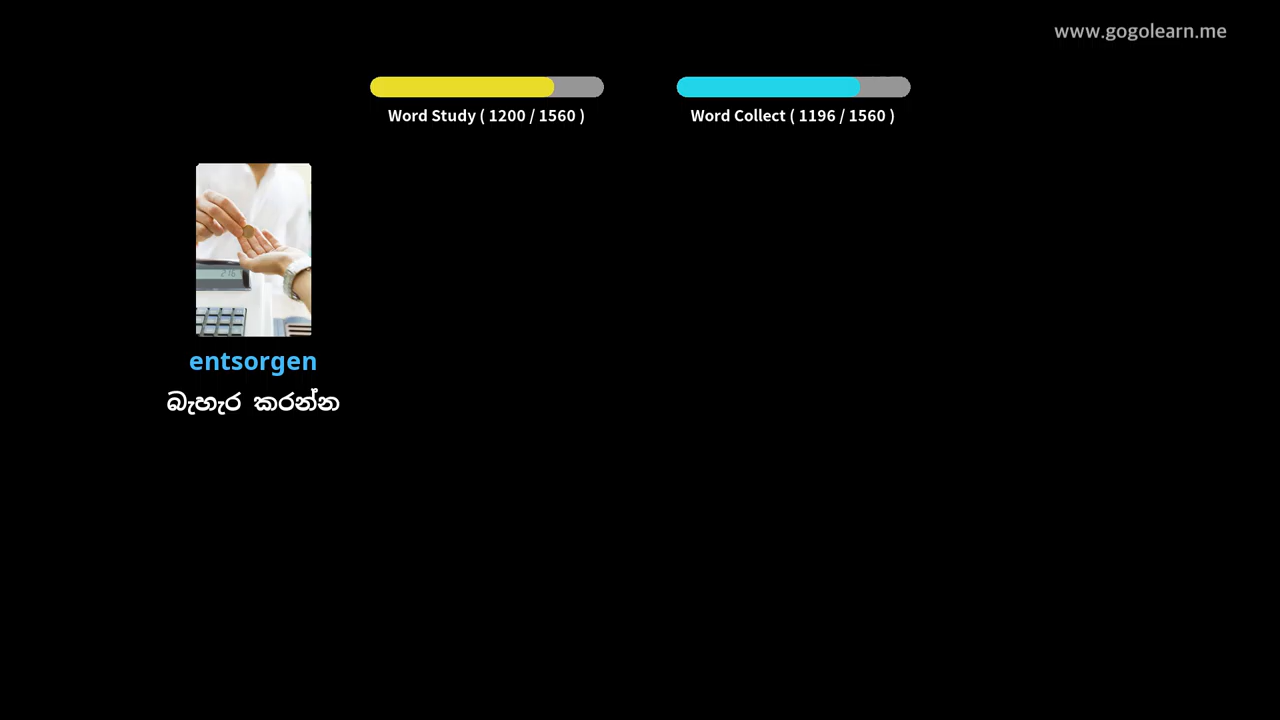 www.gogolearn.me
Word Study ( 1200 / 1560 )
Word Collect ( 1196 / 1560 )
entsorgen
බැහැර කරන්න